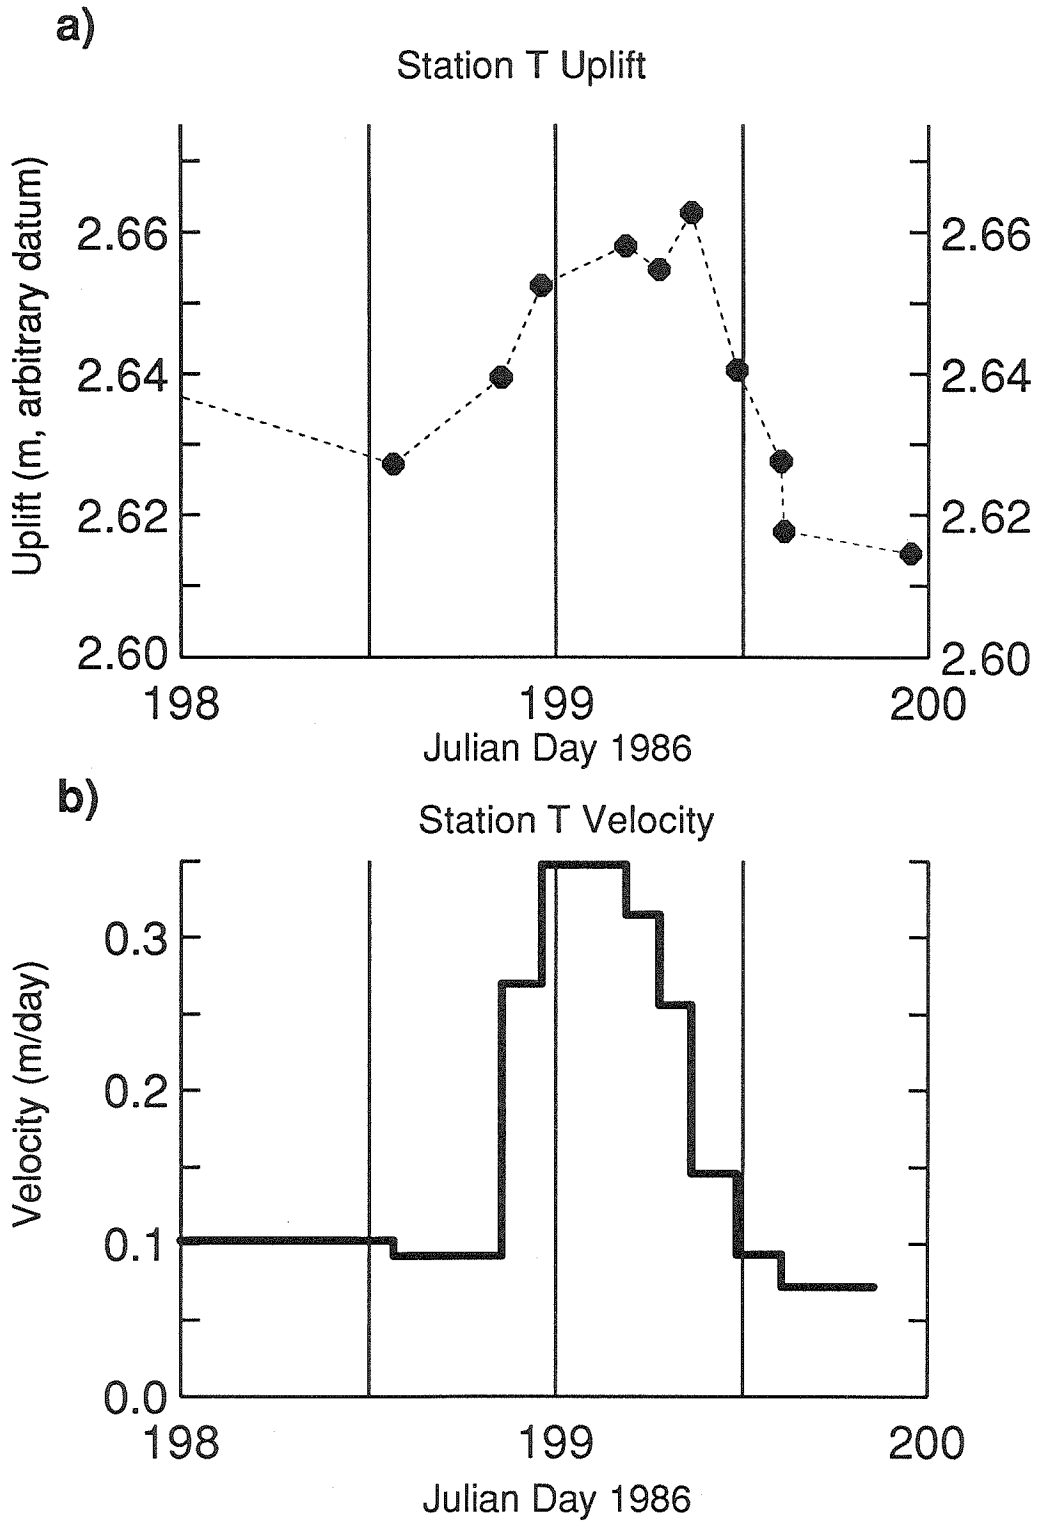 a)
Station T Uplift
Uplift (m, arbitrary datum)
2.66 2.66
2.64 2.64
2.62 2.62
2.60 2.60
198 199 200
Julian Day 1986
b)
Station T Velocity
Velocity (m/day)
0.3
0.2
0.1
0.0
198 199 200
Julian Day 1986